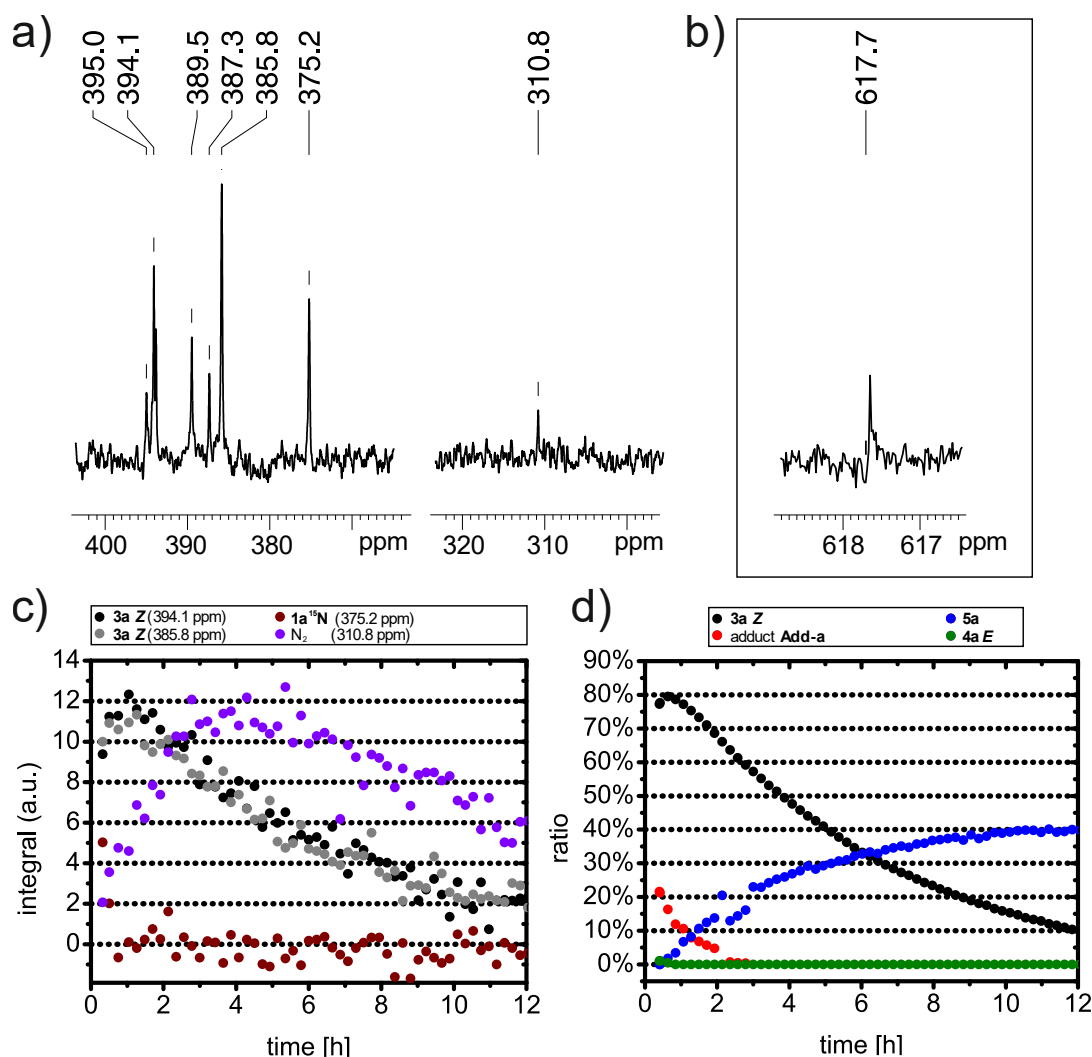 a)
395.0
394.1
389.5
387.3
385.8
375.2
310.8
400 390 380 ppm
320 310 ppm
b)
617.7
618 617 ppm
c)
3a Z (394.1 ppm)
3a Z (385.8 ppm)
1a¹⁵N (375.2 ppm)
N₂ (310.8 ppm)
integral (a.u.)
14
12
10
8
6
4
2
0
0 2 4 6 8 10 12
time [h]
d)
3a Z
adduct Add-a
5a
4a E
ratio
90%
80%
70%
60%
50%
40%
30%
20%
10%
0%
0 2 4 6 8 10 12
time [h]